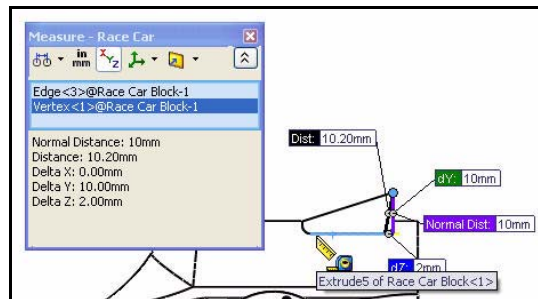 Measure - Race Car
in
mm
XYZ
Edge<3>@Race Car Block-1
Vertex<1>@Race Car Block-1
Normal Distance: 10mm
Distance: 10.20mm
Delta X: 0.00mm
Delta Y: 10.00mm
Delta Z: 2.00mm
Dist: 10.20mm
dY: 10mm
Normal Dist: 10mm
dZ: 2mm
Extrude5 of Race Car Block<1>